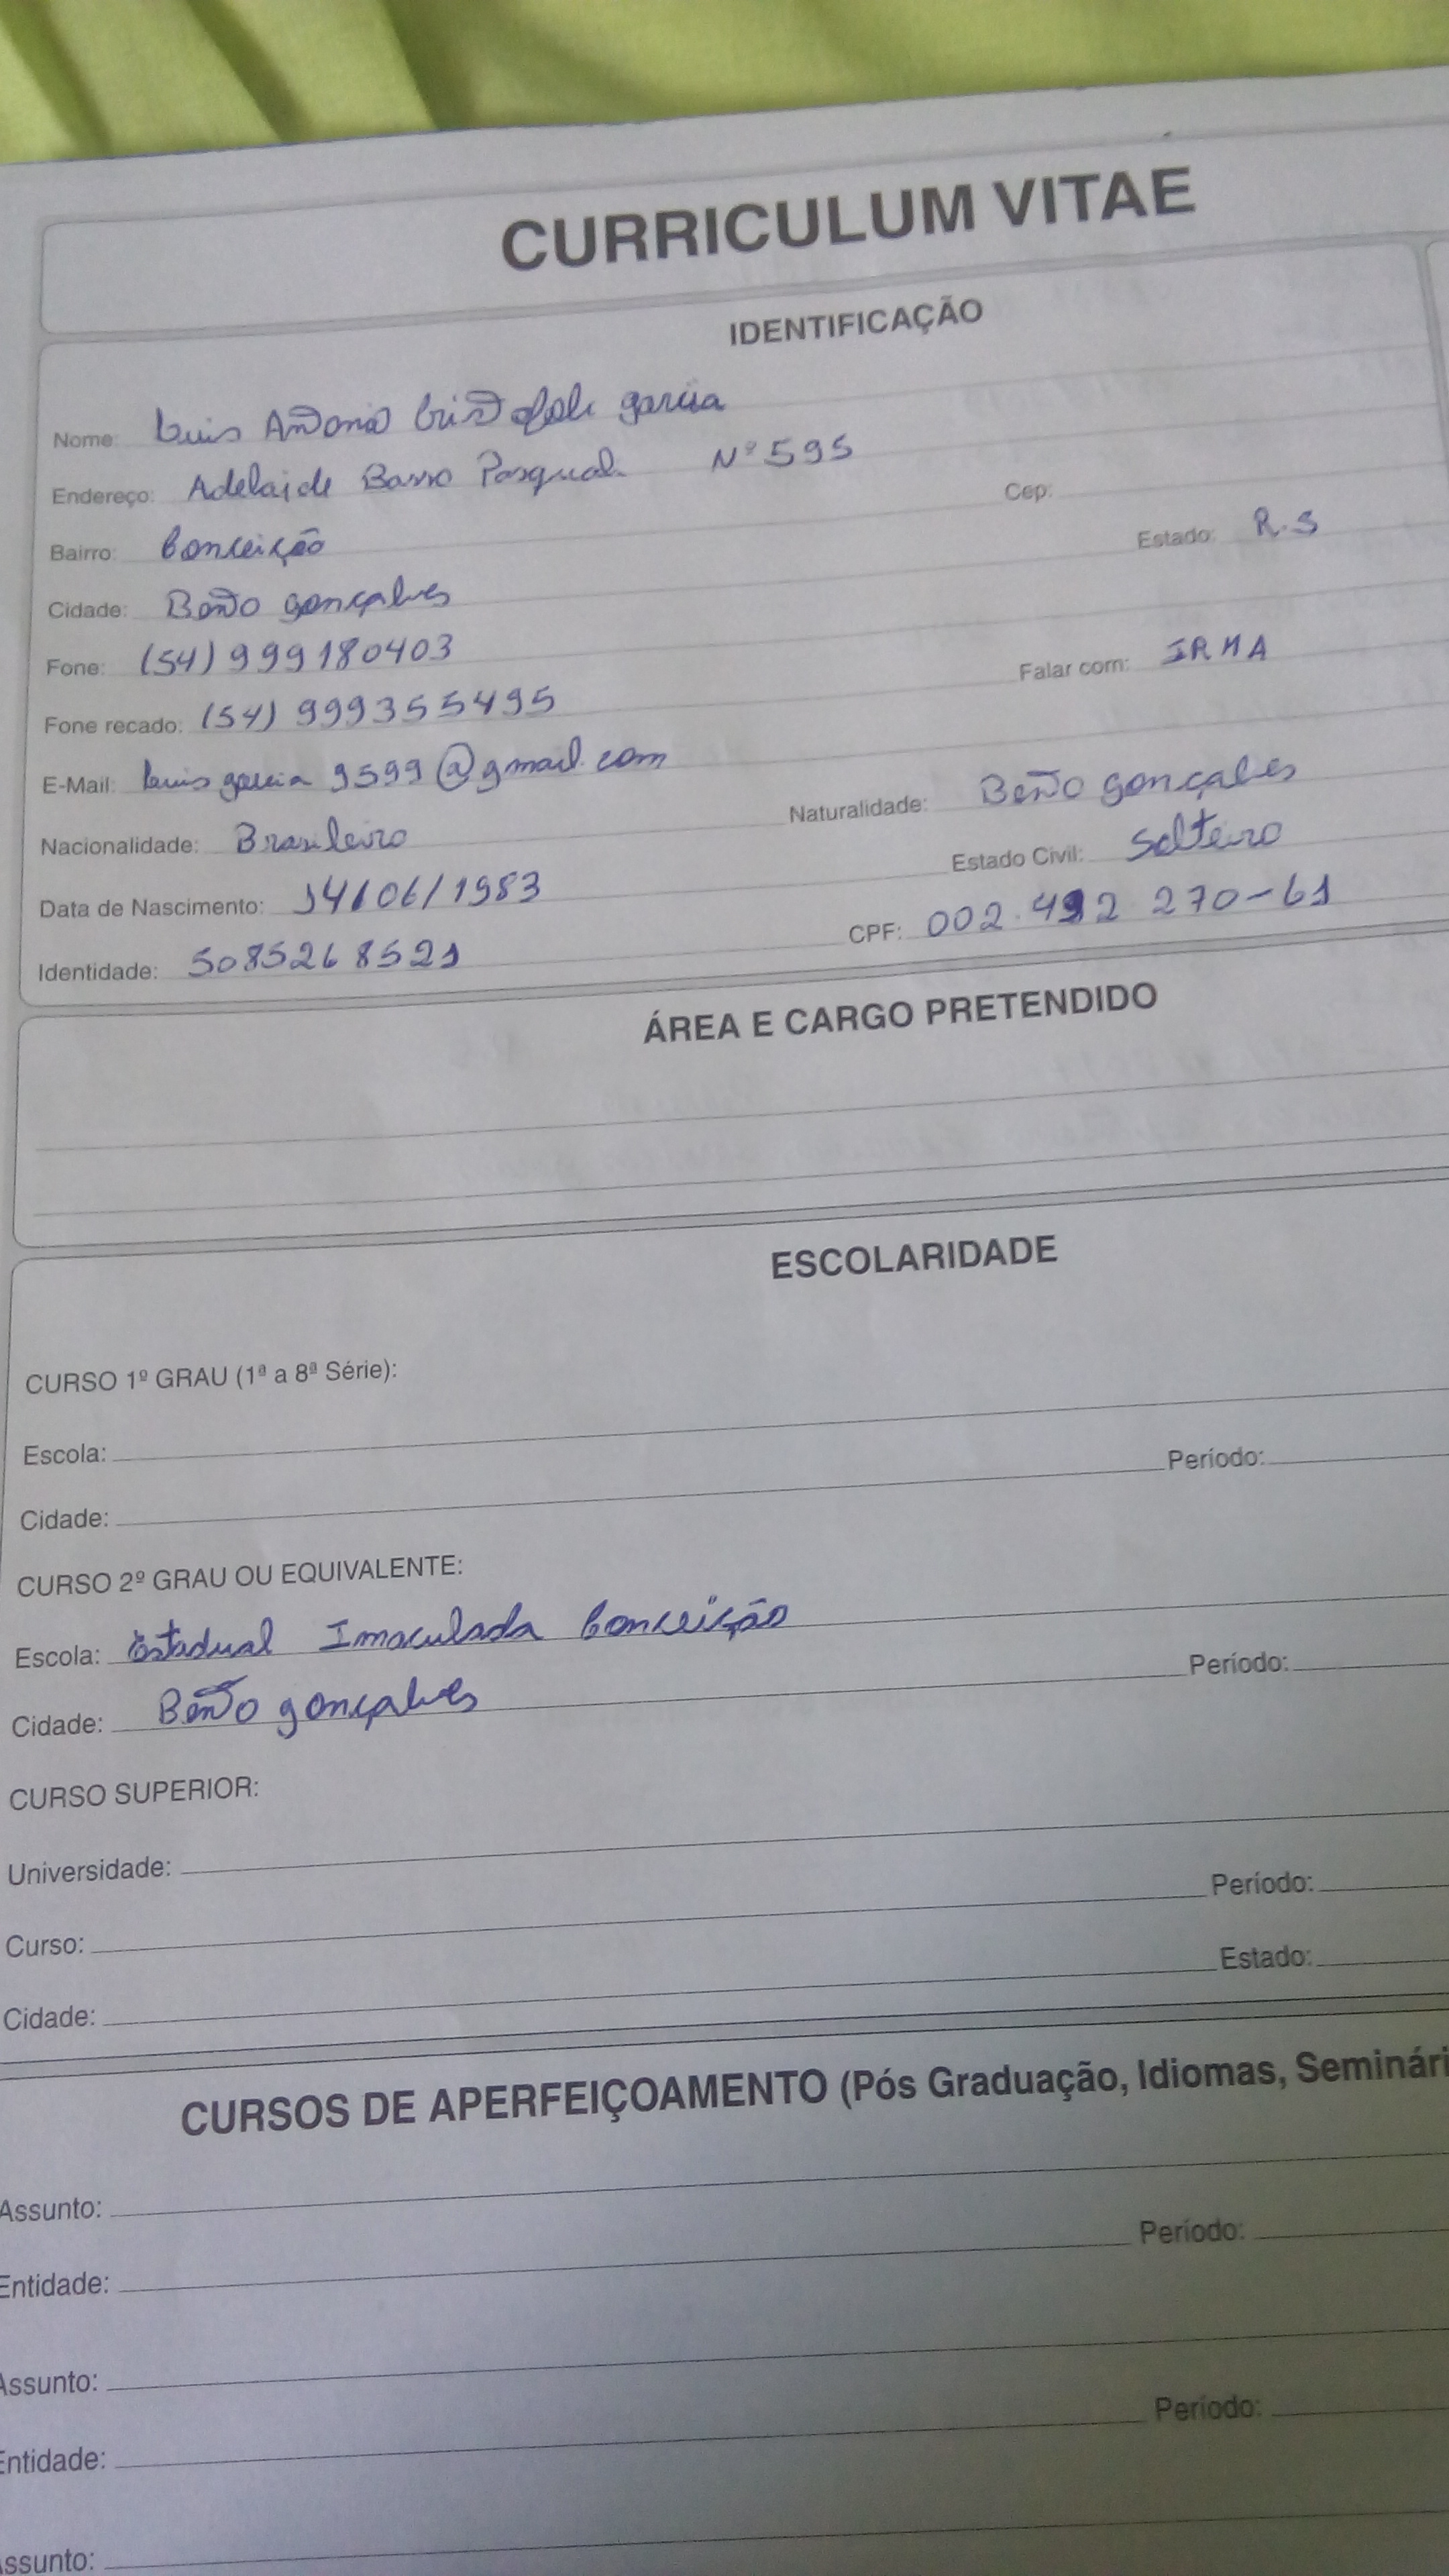 CURRICULUM VITAE
IDENTIFICAÇÃO
Nome: Luis Antonio Cristofoli garcia
Endereço: Adelaide Basso Pasquali Nº 595
Cep:
Bairro: Conceição
Estado: R.S
Cidade: Bento gonçalves
Fone: (54) 999180403
Falar com: IRMA
Fone recado: (54) 999355495
E-Mail: luis garcia 9599@gmail.com
Naturalidade: Bento gonçalves
Nacionalidade: Brasileiro
Estado Civil: Solteiro
Data de Nascimento: 14/06/1983
CPF: 002.492 270-61
Identidade: 5085268521
ÁREA E CARGO PRETENDIDO
ESCOLARIDADE
CURSO 1º GRAU (1ª a 8ª Série):
Escola:
Período:
Cidade:
CURSO 2º GRAU OU EQUIVALENTE:
Escola: Estadual Imaculada Conceição
Período:
Cidade: Bento gonçalves
CURSO SUPERIOR:
Universidade:
Período:
Curso:
Estado:
Cidade:
CURSOS DE APERFEIÇOAMENTO (Pós Graduação, Idiomas, Seminári
Assunto:
Período:
Entidade:
Assunto:
Período:
Entidade:
Assunto: